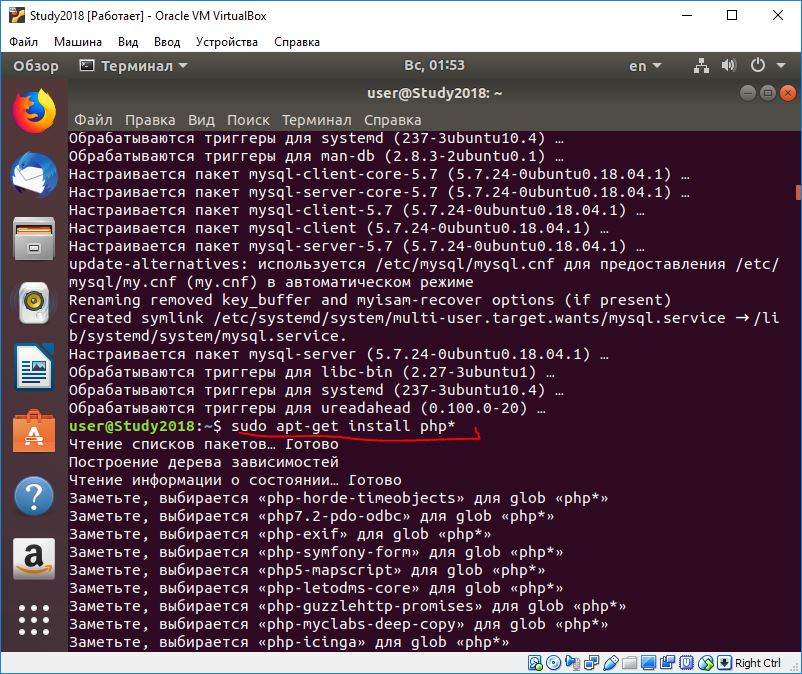 Study2018 [Работает] - Oracle VM VirtualBox
Файл Машина Вид Ввод Устройства Справка
Обзор Терминал Вс, 01:53 en
user@Study2018: ~
Файл Правка Вид Поиск Терминал Справка
Обрабатываются триггеры для systemd (237-3ubuntu10.4) …
Обрабатываются триггеры для man-db (2.8.3-2ubuntu0.1) …
Настраивается пакет mysql-client-core-5.7 (5.7.24-0ubuntu0.18.04.1) …
Настраивается пакет mysql-server-core-5.7 (5.7.24-0ubuntu0.18.04.1) …
Настраивается пакет mysql-client-5.7 (5.7.24-0ubuntu0.18.04.1) …
Настраивается пакет mysql-client (5.7.24-0ubuntu0.18.04.1) …
Настраивается пакет mysql-server-5.7 (5.7.24-0ubuntu0.18.04.1) …
update-alternatives: используется /etc/mysql/mysql.cnf для предоставления /etc/
mysql/my.cnf (my.cnf) в автоматическом режиме
Renaming removed key_buffer and myisam-recover options (if present)
Created symlink /etc/systemd/system/multi-user.target.wants/mysql.service → /li
b/systemd/system/mysql.service.
Настраивается пакет mysql-server (5.7.24-0ubuntu0.18.04.1) …
Обрабатываются триггеры для libc-bin (2.27-3ubuntu1) …
Обрабатываются триггеры для systemd (237-3ubuntu10.4) …
Обрабатываются триггеры для ureadahead (0.100.0-20) …
user@Study2018:~$ sudo apt-get install php*
Чтение списков пакетов… Готово
Построение дерева зависимостей
Чтение информации о состоянии… Готово
Заметьте, выбирается «php-horde-timeobjects» для glob «php*»
Заметьте, выбирается «php7.2-pdo-odbc» для glob «php*»
Заметьте, выбирается «php-exif» для glob «php*»
Заметьте, выбирается «php-symfony-form» для glob «php*»
Заметьте, выбирается «php5-mapscript» для glob «php*»
Заметьте, выбирается «php-letodms-core» для glob «php*»
Заметьте, выбирается «php-guzzlehttp-promises» для glob «php*»
Заметьте, выбирается «php-myclabs-deep-copy» для glob «php*»
Заметьте, выбирается «php-icinga» для glob «php*»
Right Ctrl